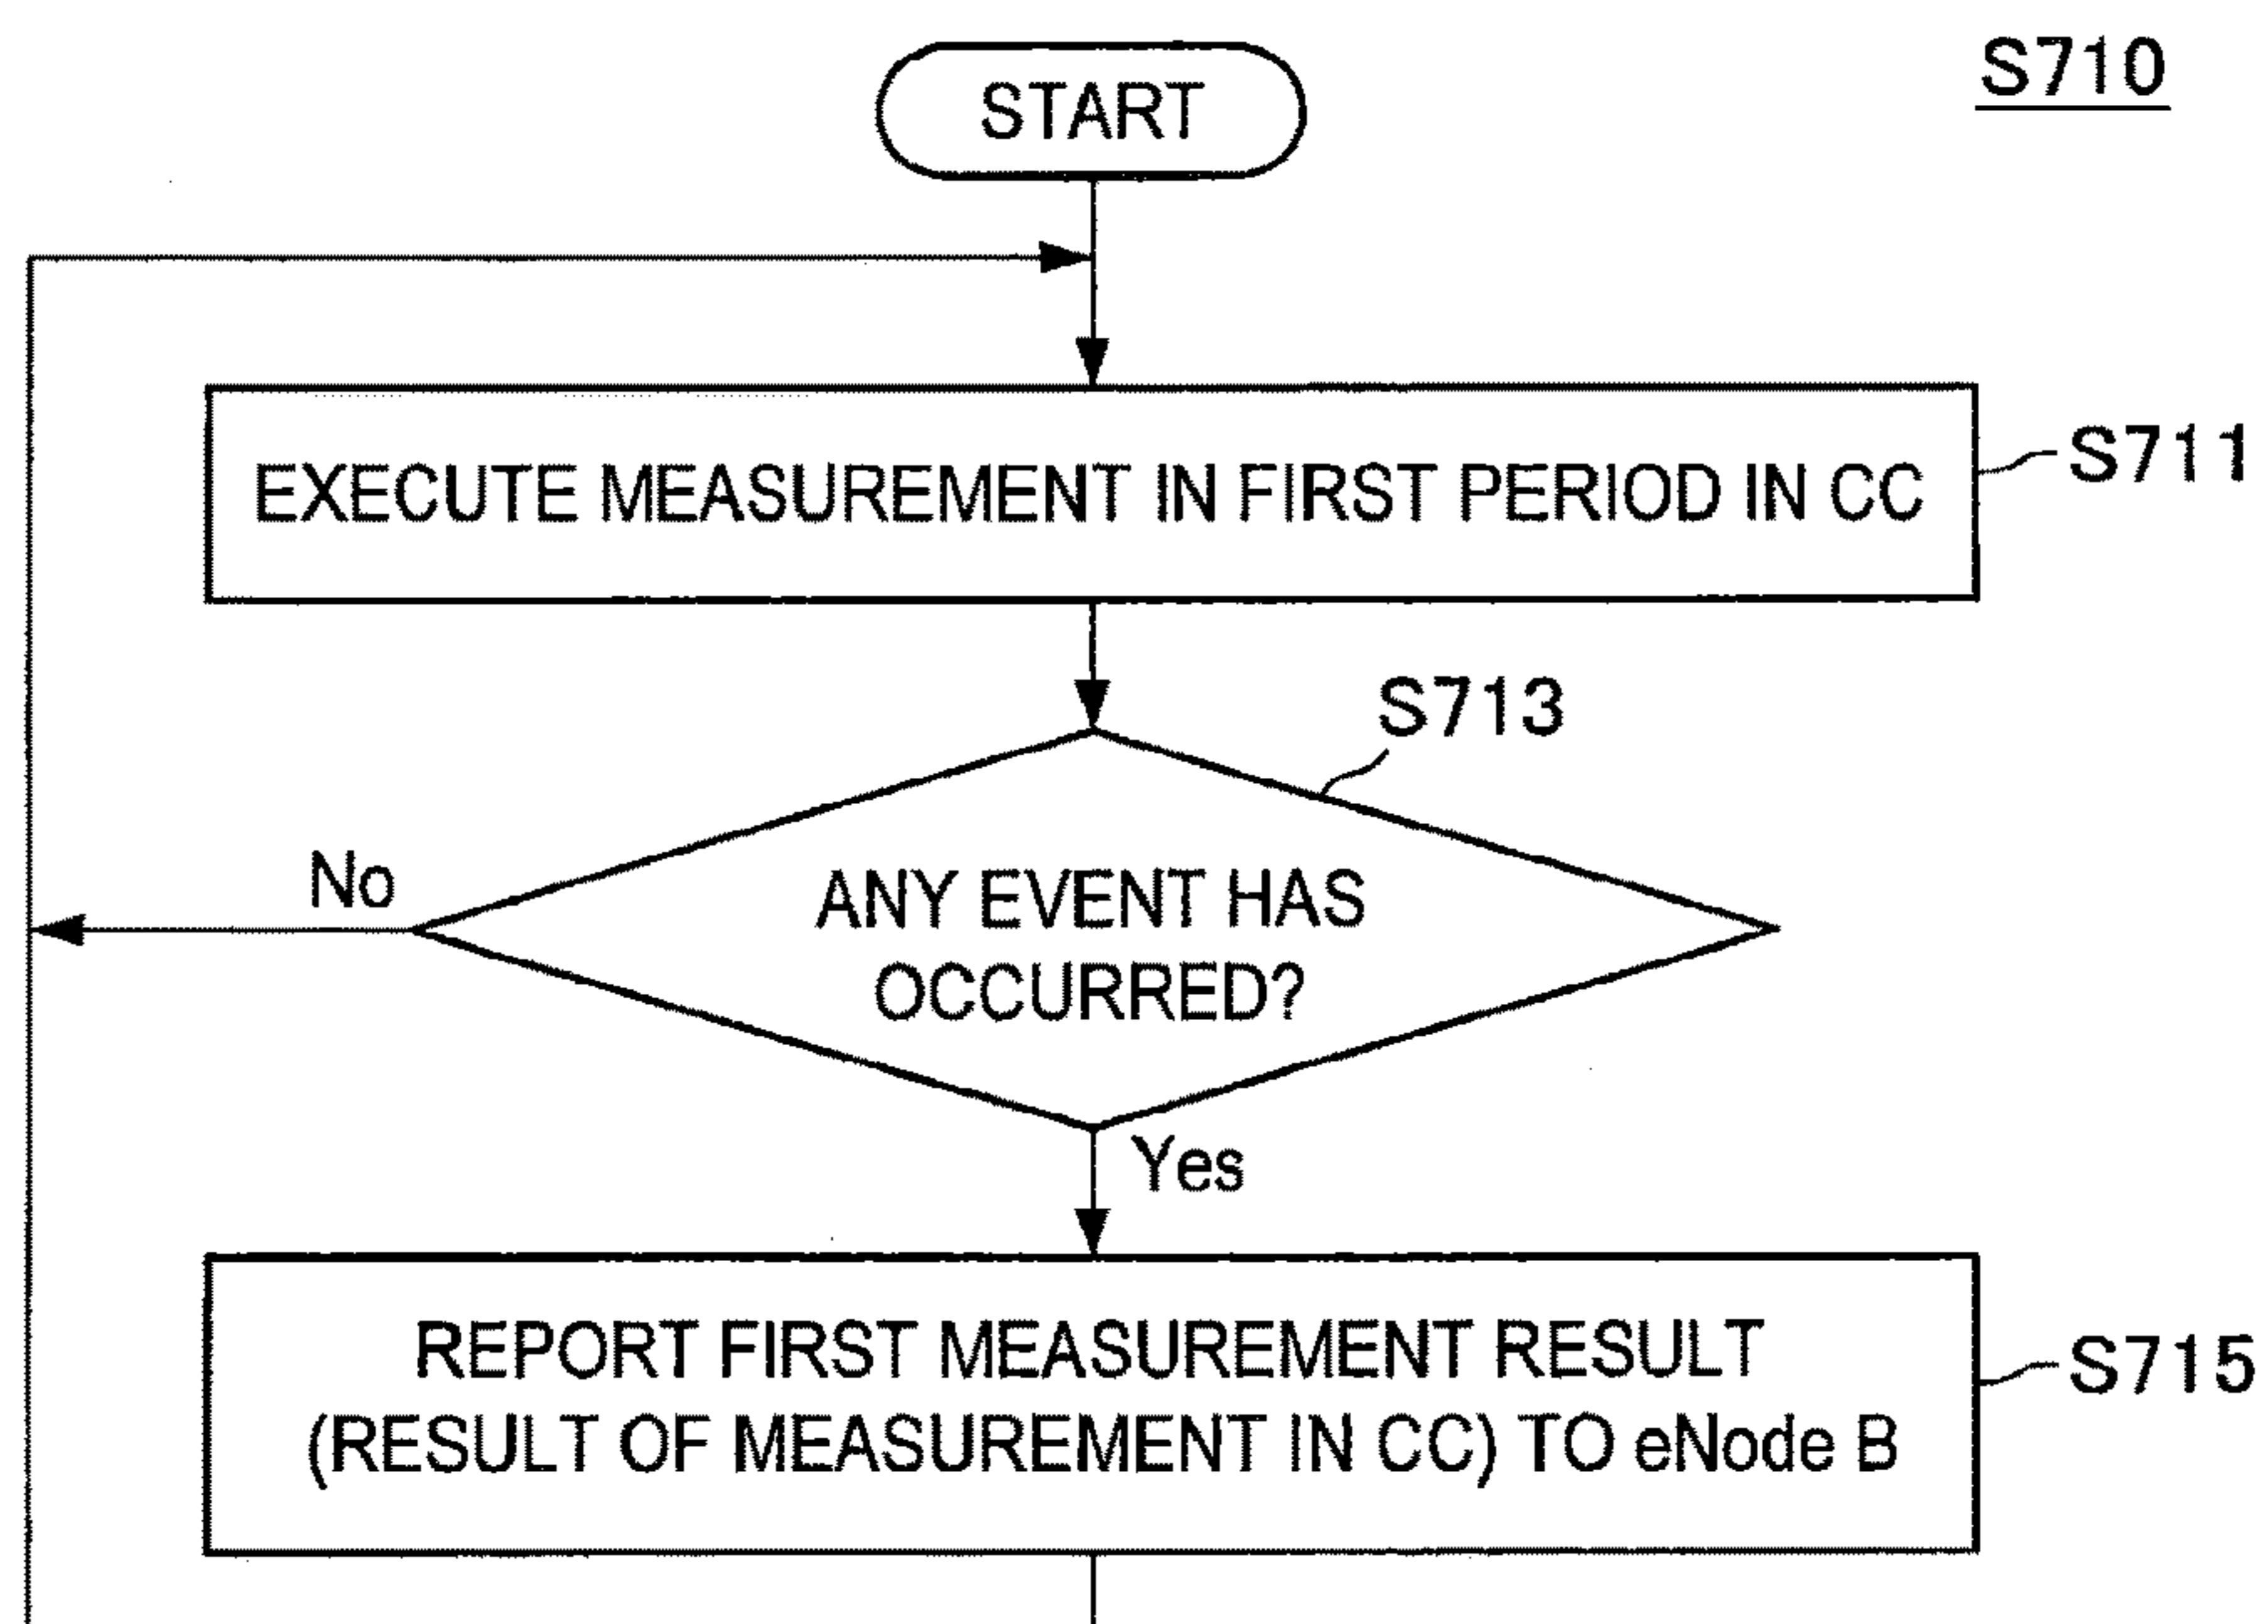 S710
START
EXECUTE MEASUREMENT IN FIRST PERIOD IN CC
S711
S713
ANY EVENT HAS
OCCURRED?
No
Yes
REPORT FIRST MEASUREMENT RESULT
(RESULT OF MEASUREMENT IN CC) TO eNode B
S715